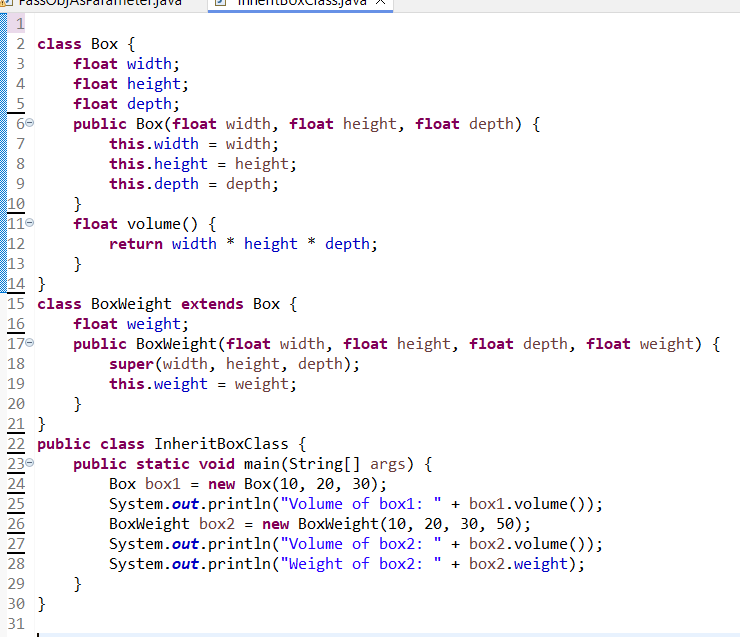 PassObjAsParameter.java InheritBoxClass.java
1
2 class Box {
3 float width;
4 float height;
5 float depth;
6 public Box(float width, float height, float depth) {
7 this.width = width;
8 this.height = height;
9 this.depth = depth;
10 }
11 float volume() {
12 return width * height * depth;
13 }
14 }
15 class BoxWeight extends Box {
16 float weight;
17 public BoxWeight(float width, float height, float depth, float weight) {
18 super(width, height, depth);
19 this.weight = weight;
20 }
21 }
22 public class InheritBoxClass {
23 public static void main(String[] args) {
24 Box box1 = new Box(10, 20, 30);
25 System.out.println("Volume of box1: " + box1.volume());
26 BoxWeight box2 = new BoxWeight(10, 20, 30, 50);
27 System.out.println("Volume of box2: " + box2.volume());
28 System.out.println("Weight of box2: " + box2.weight);
29 }
30 }
31